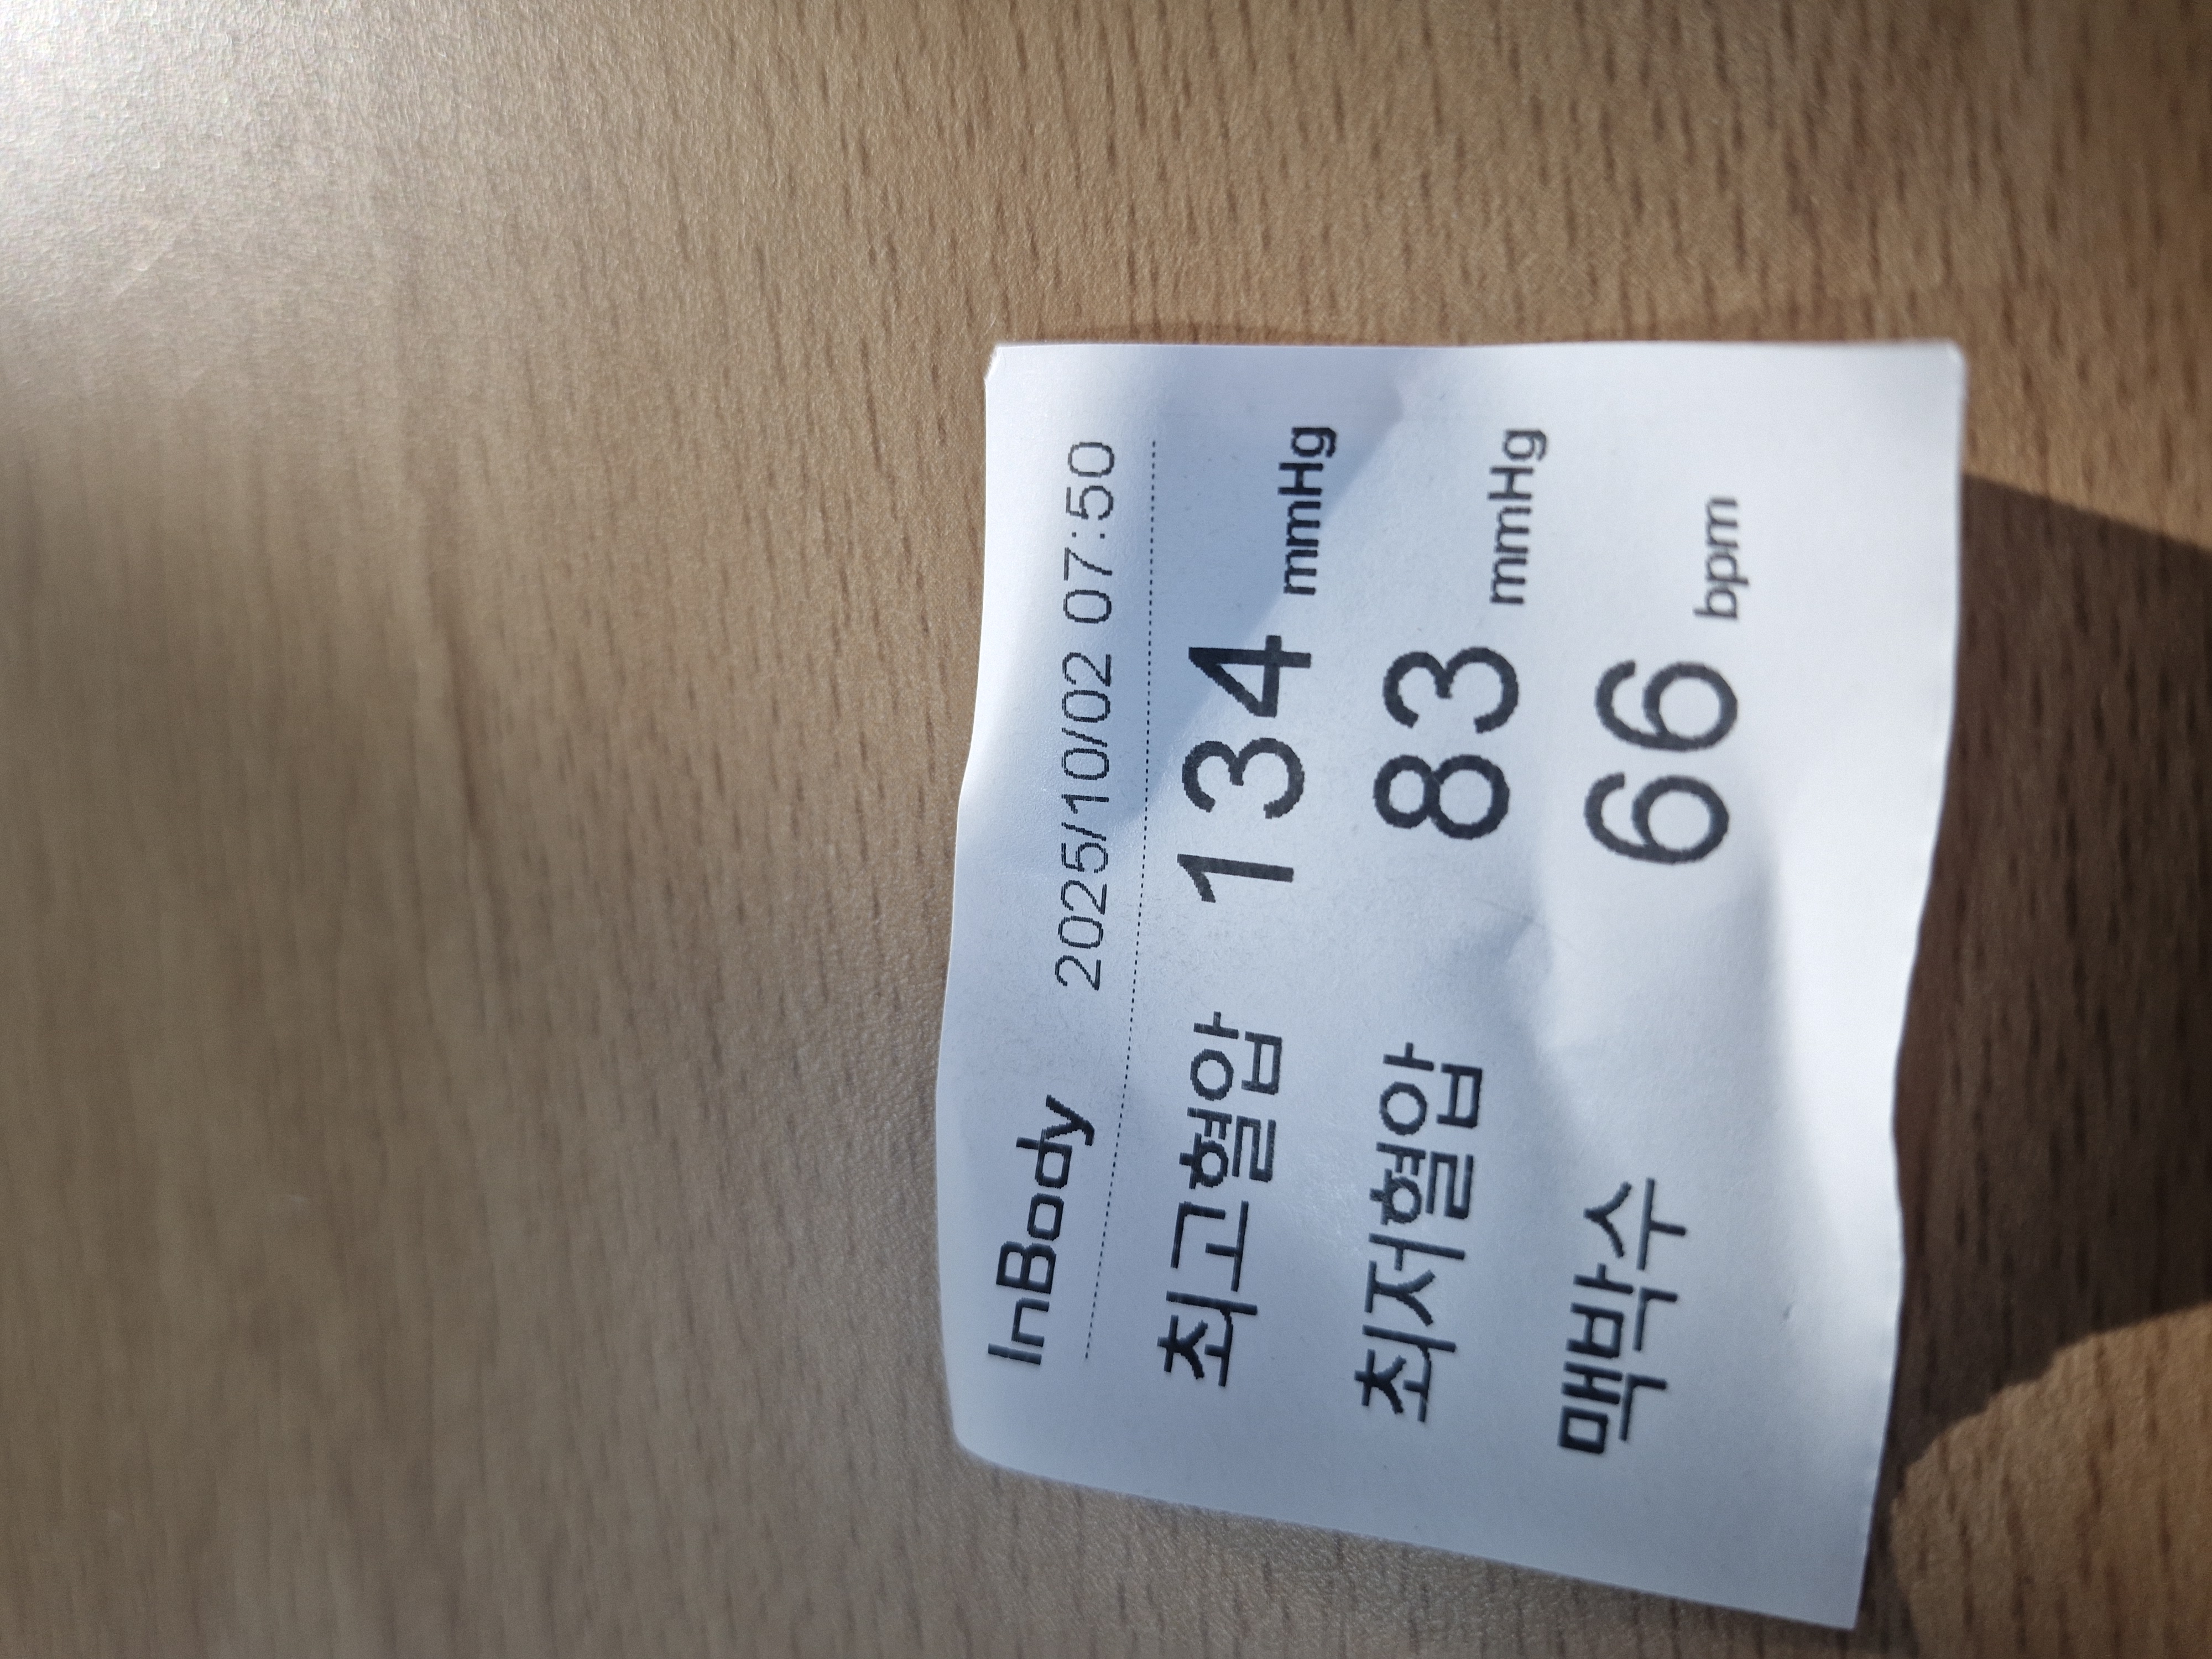 InBody 2025/10/02 07:50
최고혈압 134 mmHg
최저혈압 83 mmHg
맥박수 66 bpm